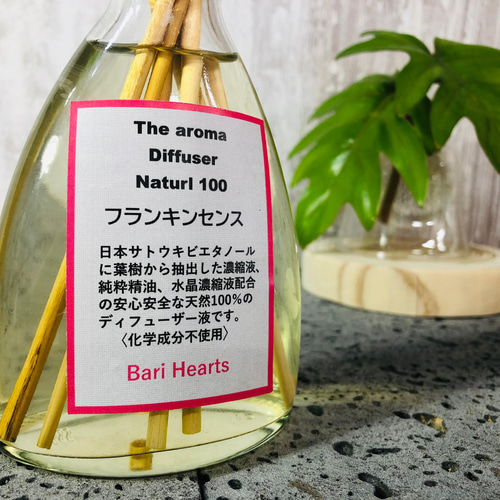 The aroma
Diffuser
Naturl 100
フランキンセンス
日本サトウキビエタノール
に葉樹から抽出した濃縮液、
純粋精油、水晶濃縮液配合
の安心安全な天然100%の
ディフューザー液です。
〈化学成分不使用〉
Bari Hearts